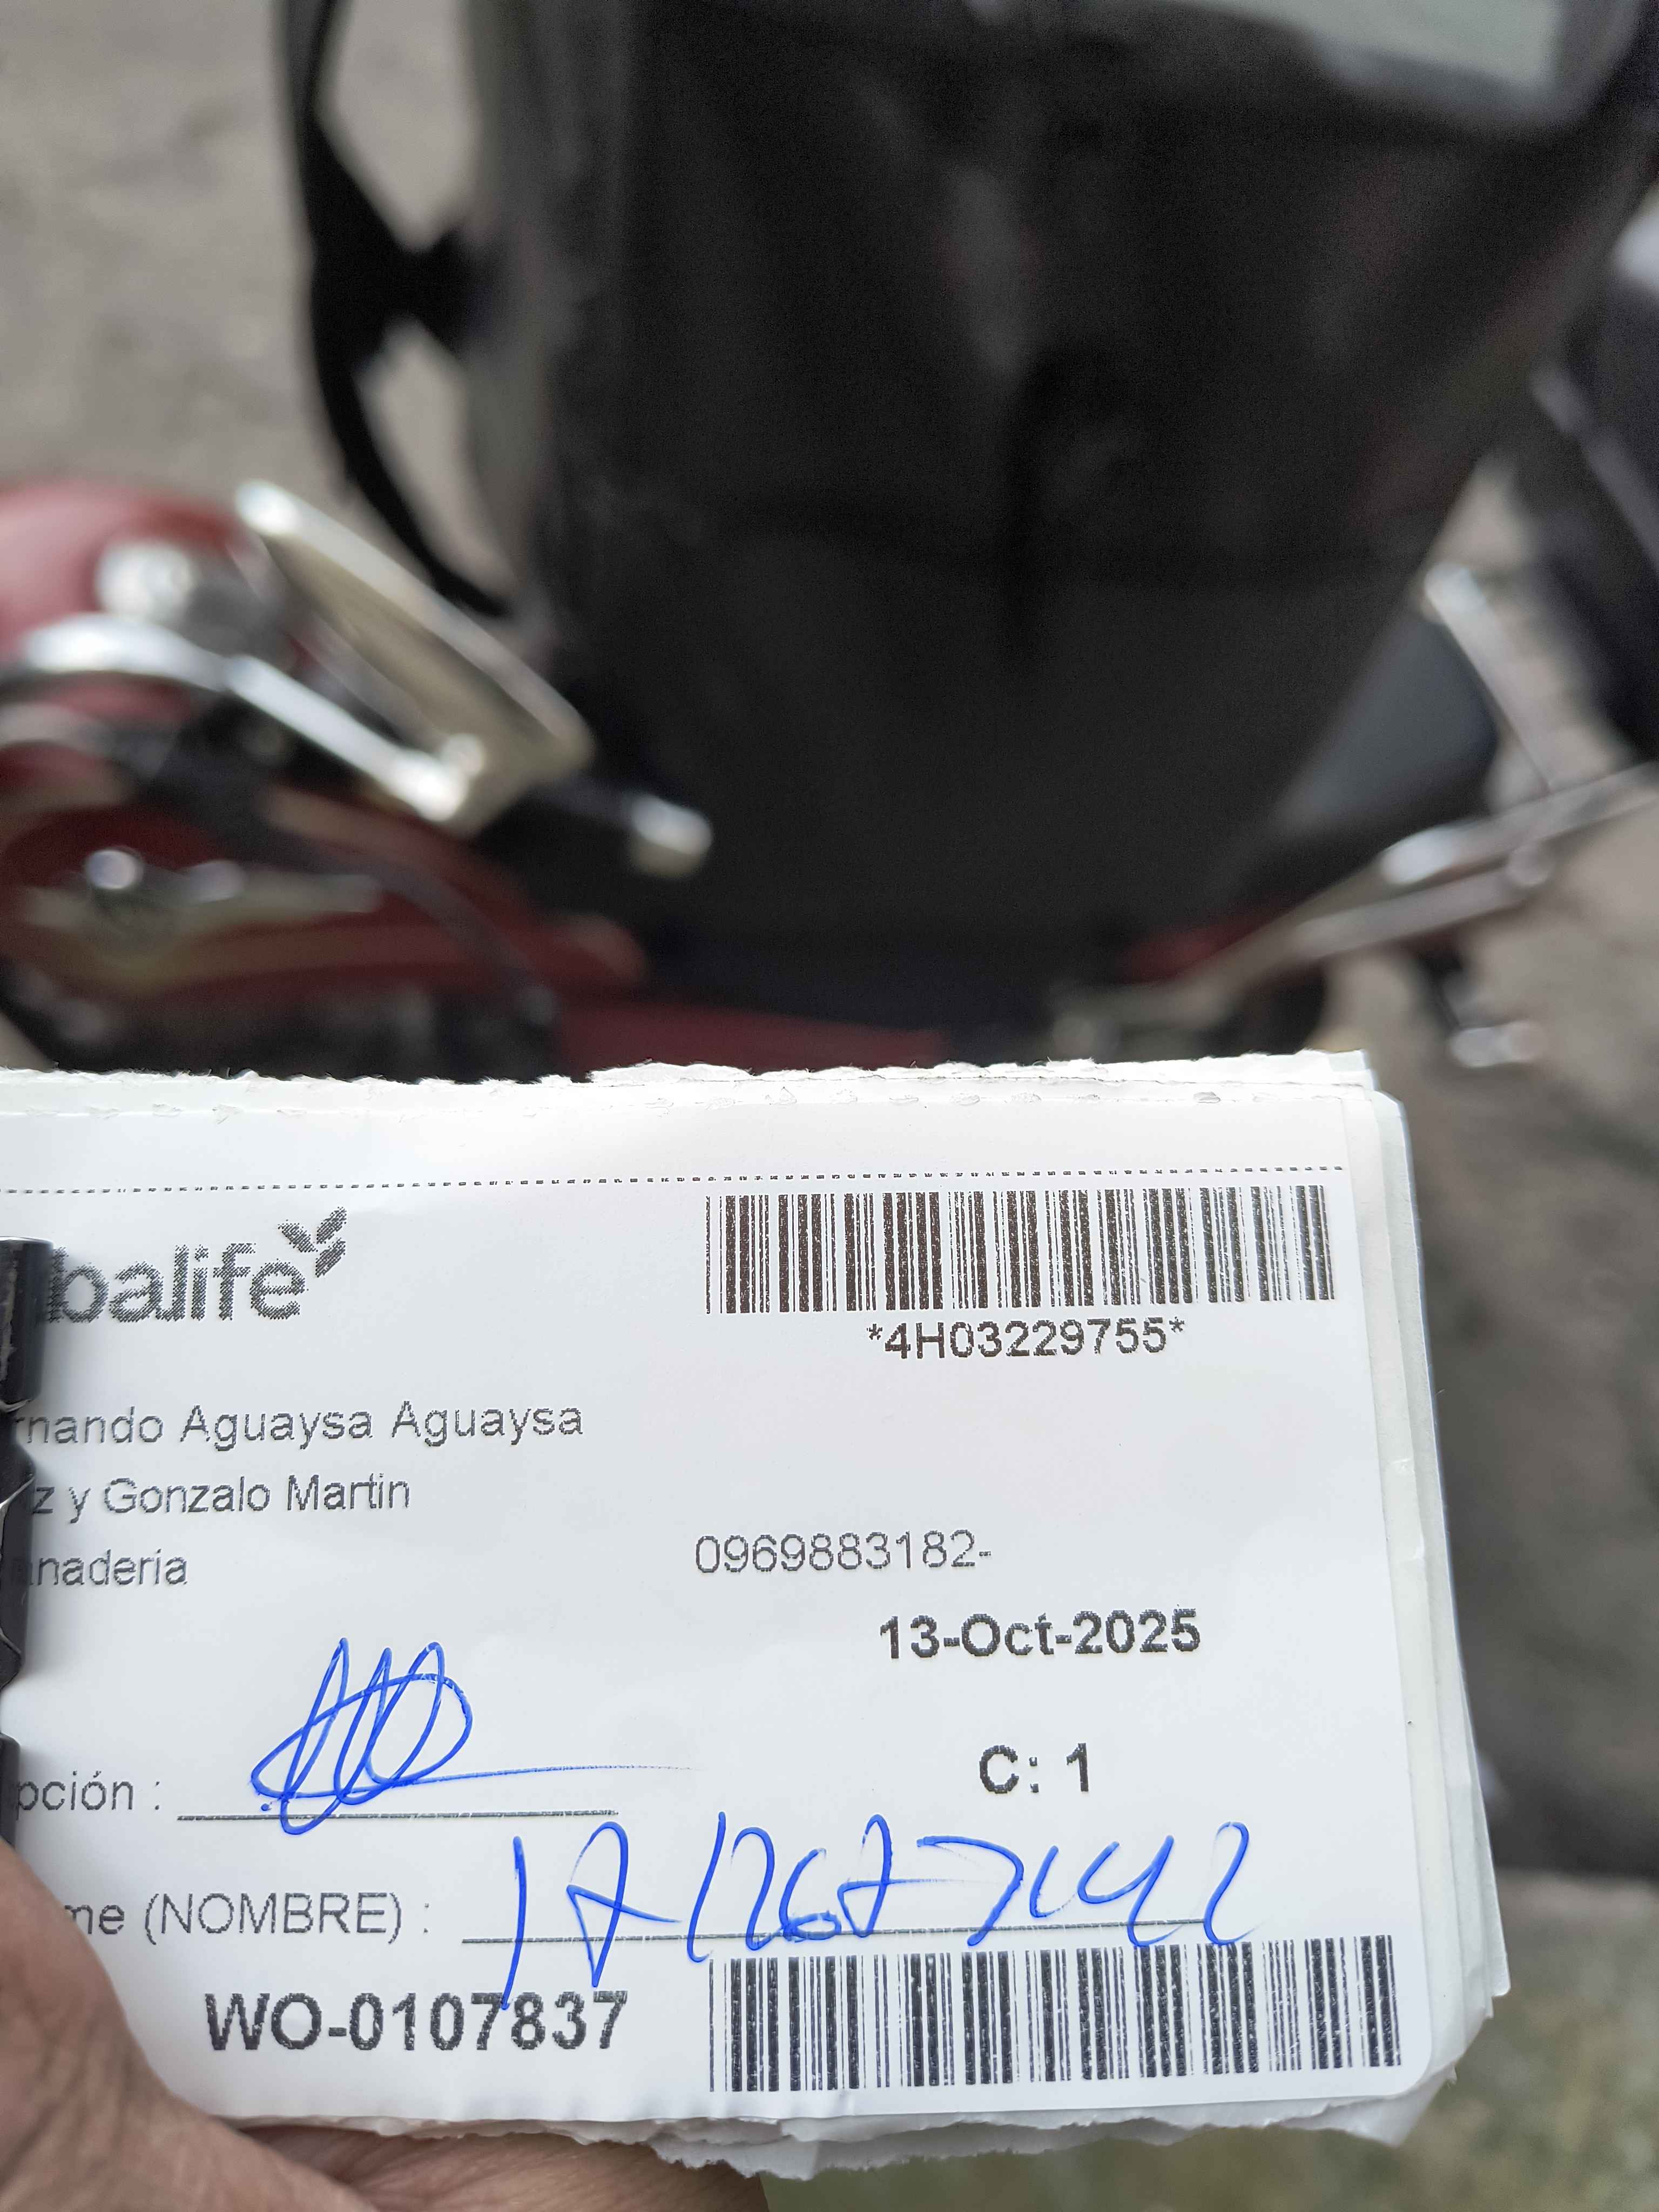 balife
*4H03229755*
rnando Aguaysa Aguaysa
z y Gonzalo Martin
0969883182-
anaderia
13-Oct-2025
C: 1
pción :
me (NOMBRE) :
WO-0107837